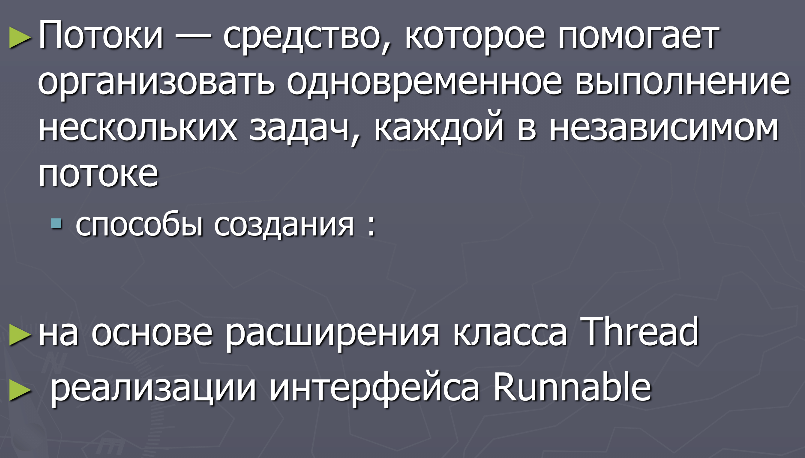 Потоки — средство, которое помогает
организовать одновременное выполнение
нескольких задач, каждой в независимом
потоке
способы создания :
на основе расширения класса Thread
реализации интерфейса Runnable